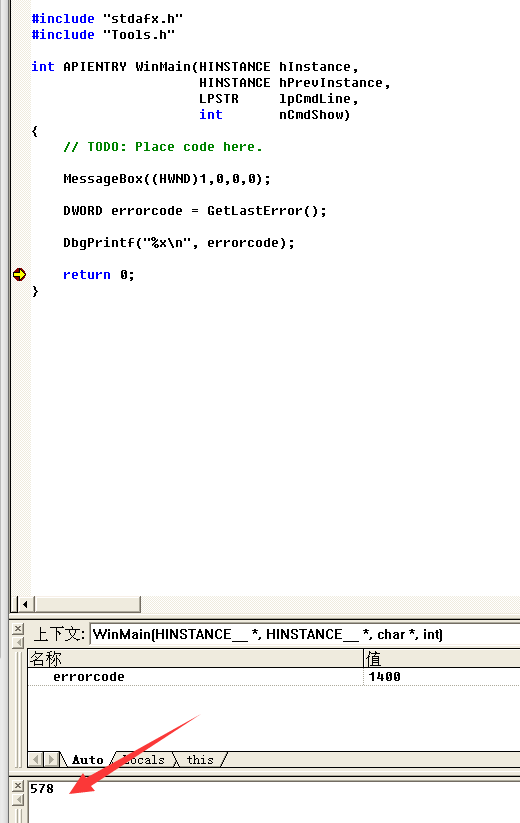 #include "stdafx.h"
#include "Tools.h"
int APIENTRY WinMain(HINSTANCE hInstance,
HINSTANCE hPrevInstance,
LPSTR lpCmdLine,
int nCmdShow)
{
// TODO: Place code here.
MessageBox((HWND)1,0,0,0);
DWORD errorcode = GetLastError();
DbgPrintf("%x\n", errorcode);
return 0;
}
上下文: WinMain(HINSTANCE__ *, HINSTANCE__ *, char *, int)
名称 值
errorcode 1400
Auto Locals this
578